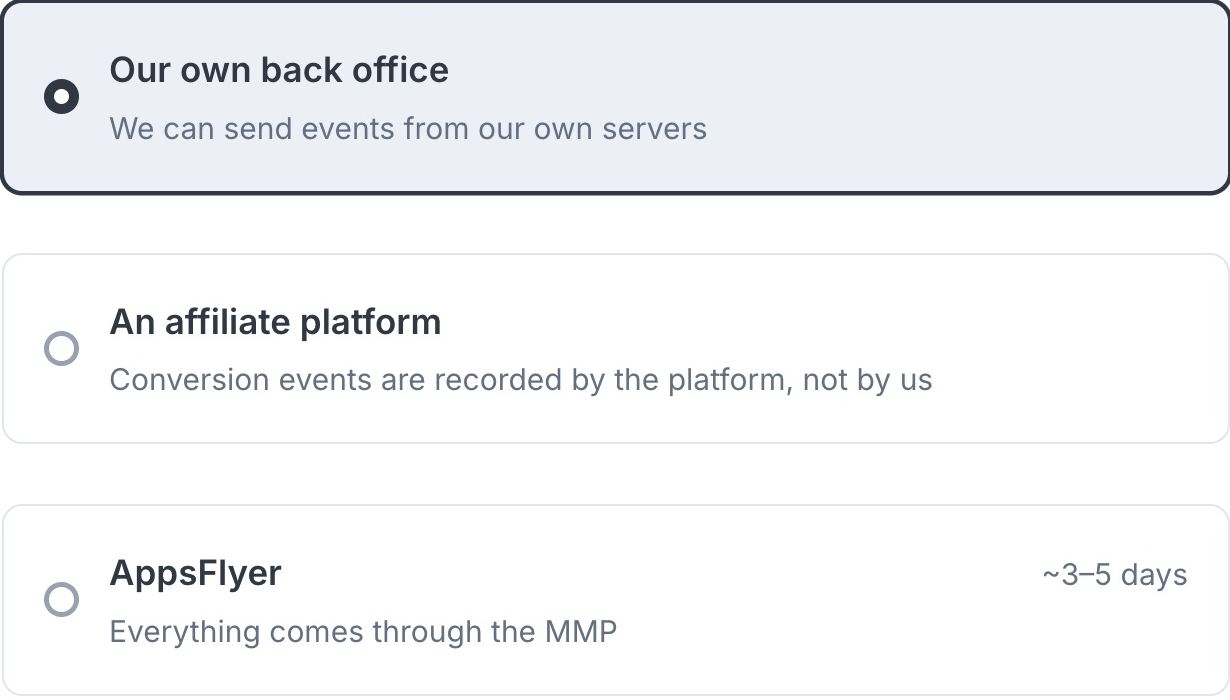 Our own back office
We can send events from our own servers
An affiliate platform
Conversion events are recorded by the platform, not by us
AppsFlyer
~3–5 days
Everything comes through the MMP